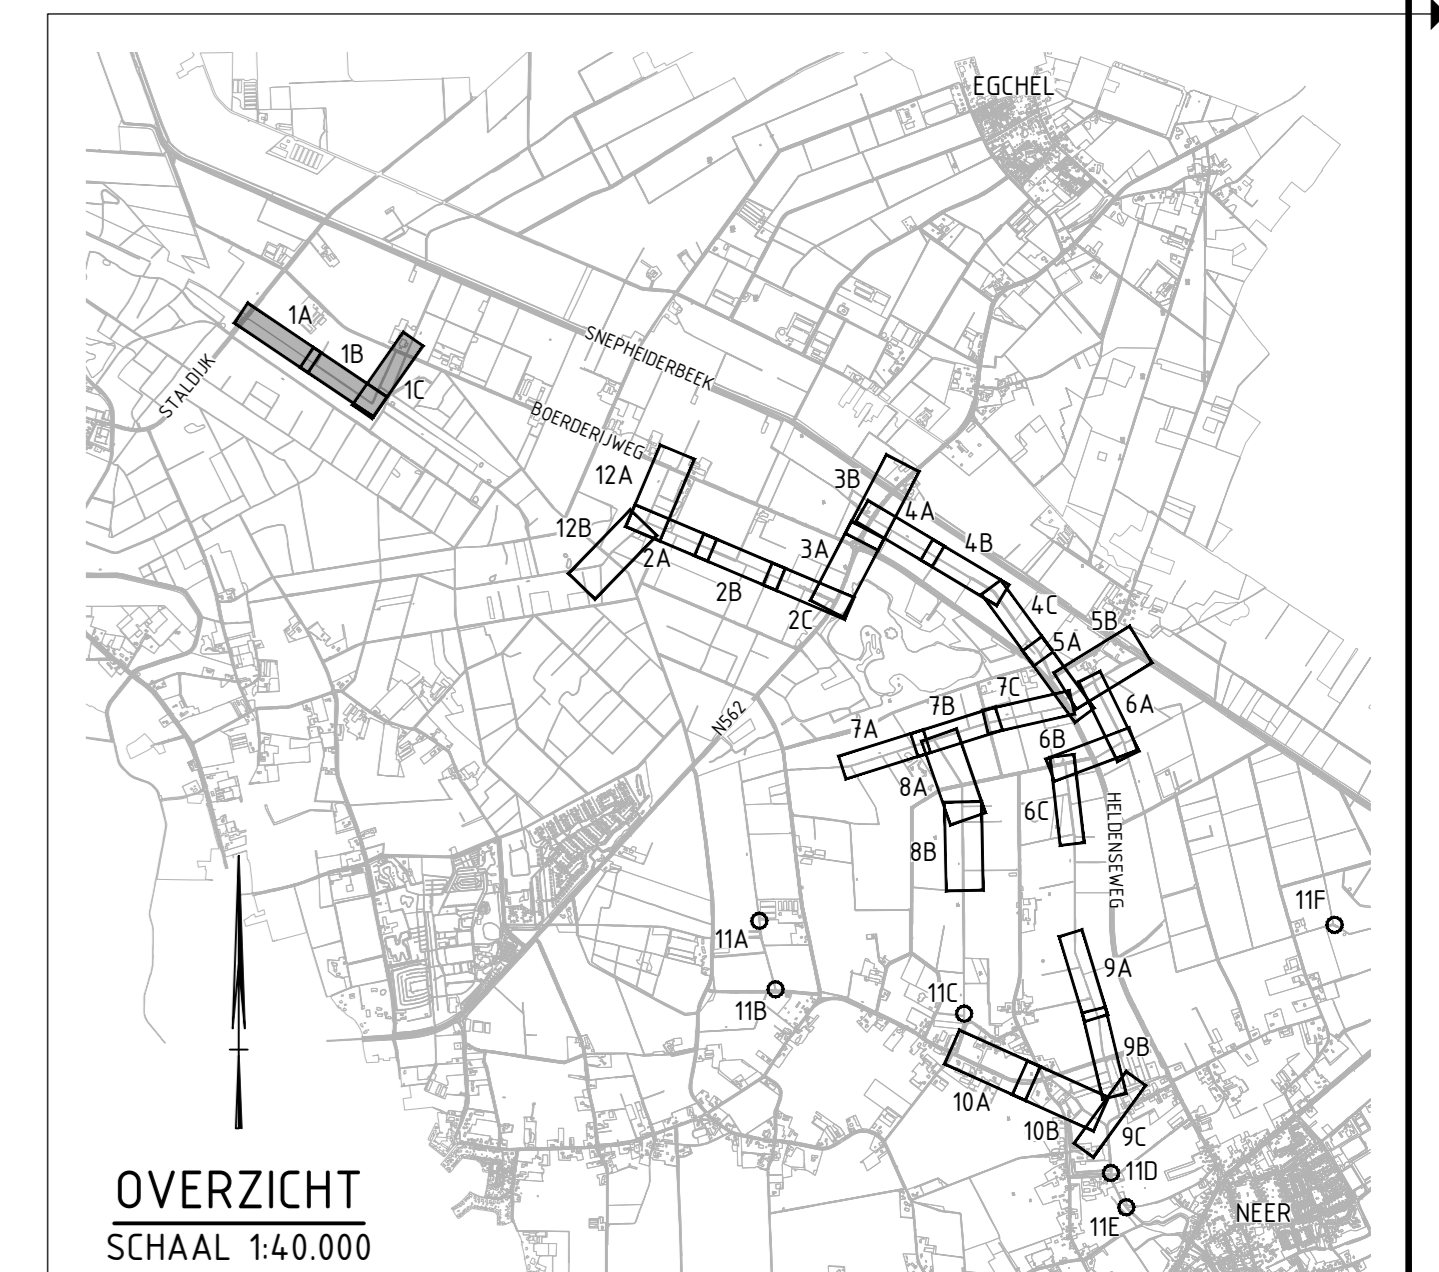 EGCHEL
1A
1B
1C
STALDIJK
SNEPHEIDERBEEK
BOERDERIJWEG
12A
12B
2A
2B
2C
3B
3A
4A
4B
4C
5B
5A
6A
7C
7B
7A
N562
6B
8A
6C
8B
HELDENSEWEG
11F
11A
11B
11C
9A
9B
10A
10B
9C
11D
11E
NEER
OVERZICHT
SCHAAL 1:40.000